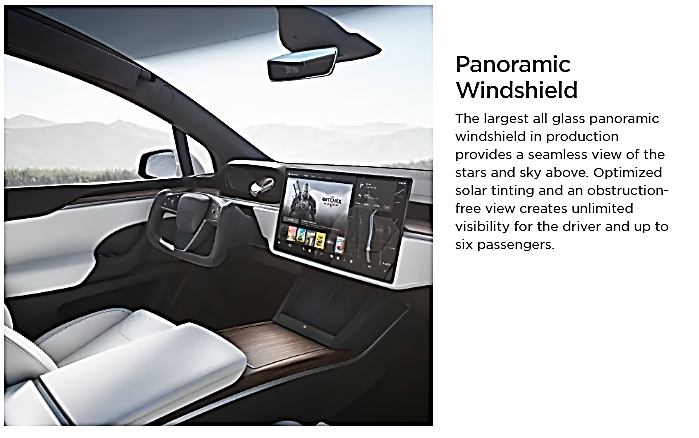 Panoramic
Windshield
The largest all glass panoramic
windshield in production
provides a seamless view of the
stars and sky above. Optimized
solar tinting and an obstruction-
free view creates unlimited
visibility for the driver and up to
six passengers.
WITCHER